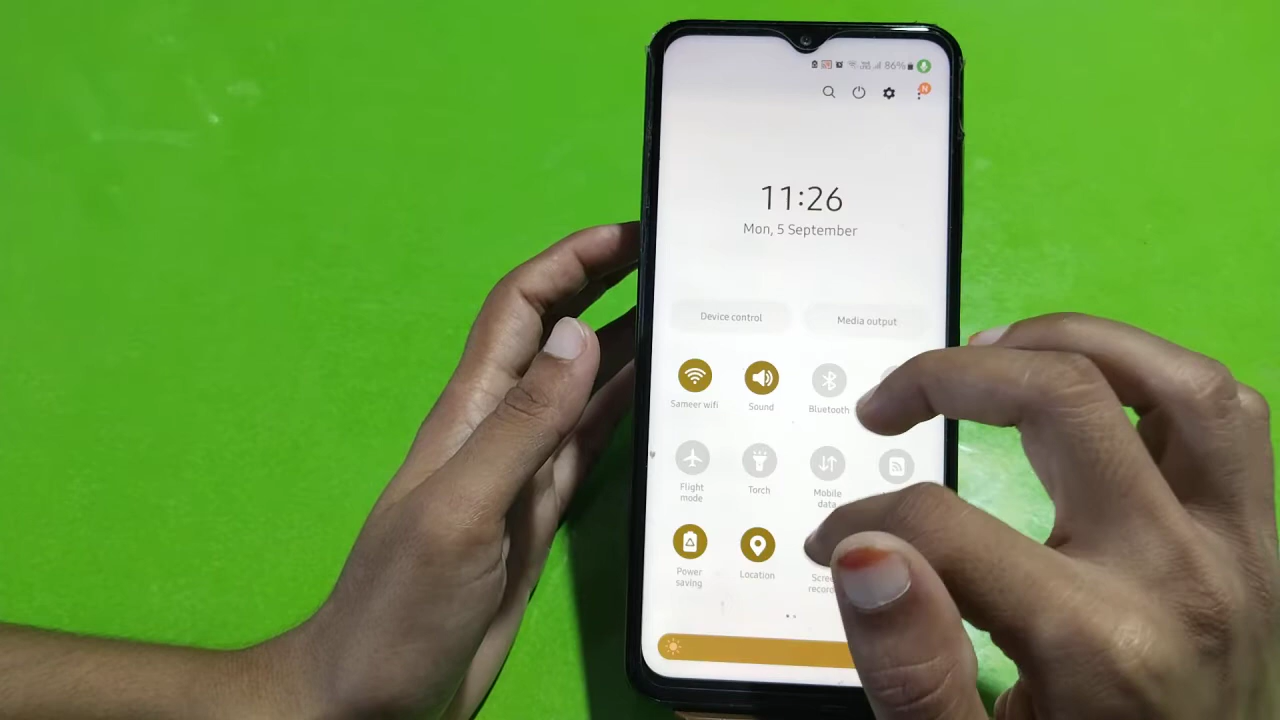 86%
N
11:26
Mon, 5 September
Device control
Media output
Sameer wifi
Sound
Bluetooth
Flight
mode
Torch
Mobile
data
Power
saving
Location